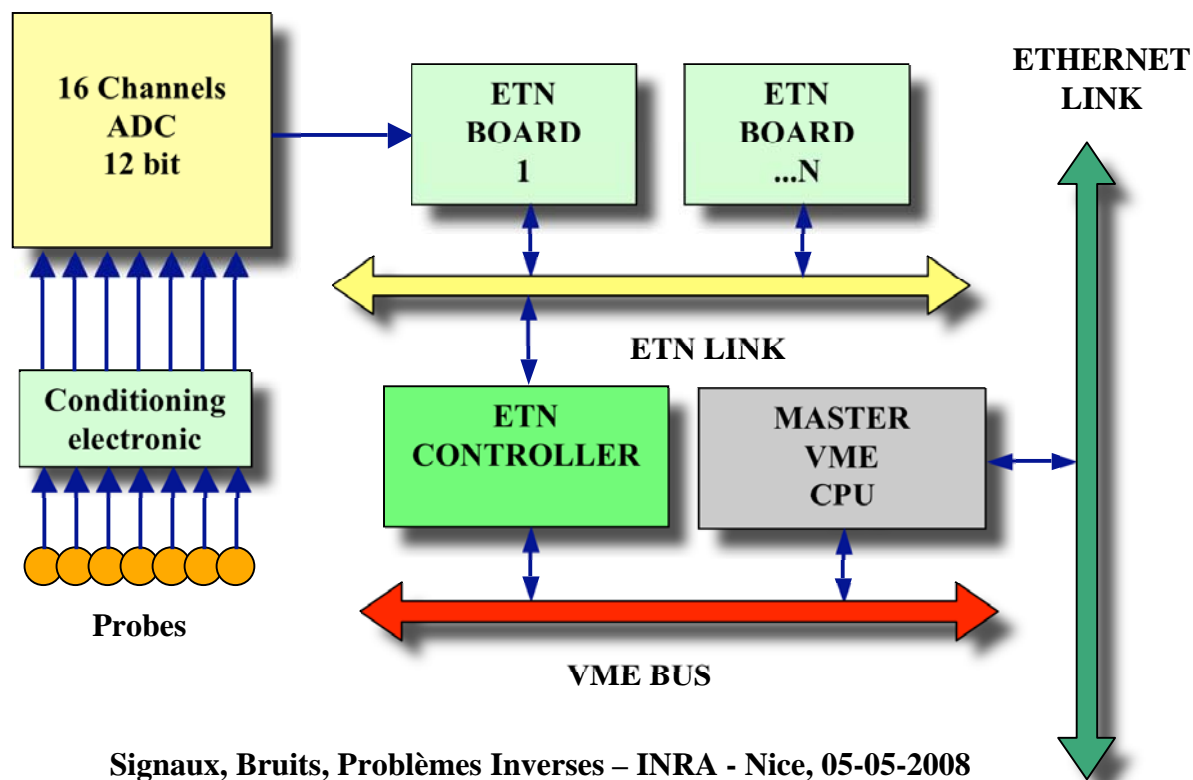 16 Channels
ADC
12 bit
ETN
BOARD
1
ETN
BOARD
...N
ETHERNET
LINK
ETN LINK
Conditioning
electronic
ETN
CONTROLLER
MASTER
VME
CPU
Probes
VME BUS
Signaux, Bruits, Problèmes Inverses – INRA - Nice, 05-05-2008